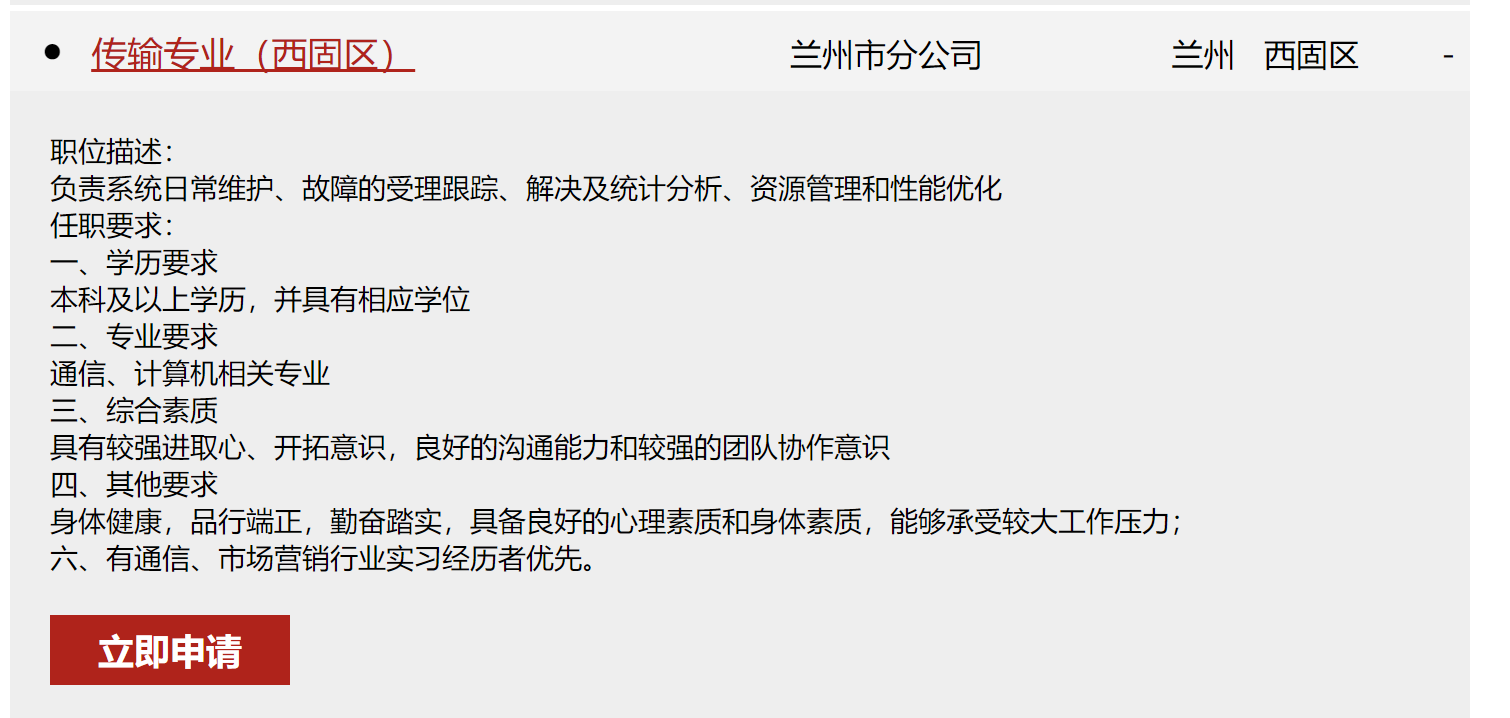 传输专业（西固区） 兰州市分公司 兰州 西固区 -
职位描述：
负责系统日常维护、故障的受理跟踪、解决及统计分析、资源管理和性能优化
任职要求：
一、学历要求
本科及以上学历，并具有相应学位
二、专业要求
通信、计算机相关专业
三、综合素质
具有较强进取心、开拓意识，良好的沟通能力和较强的团队协作意识
四、其他要求
身体健康，品行端正，勤奋踏实，具备良好的心理素质和身体素质，能够承受较大工作压力；
六、有通信、市场营销行业实习经历者优先。
立即申请